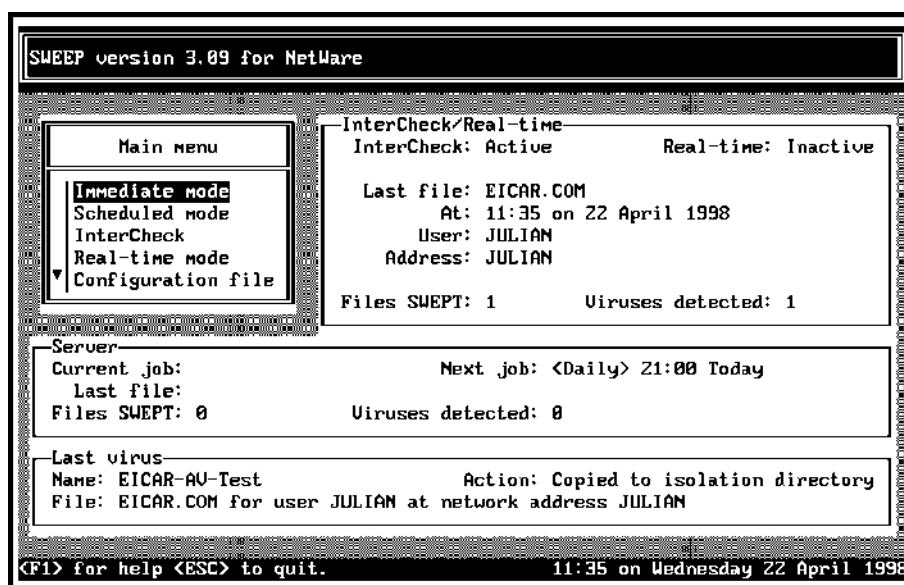 SWEEP version 3.09 for NetWare
Main menu
Immediate mode
Scheduled mode
InterCheck
Real-time mode
Configuration file
InterCheck/Real-time
InterCheck: Active Real-time: Inactive
Last file: EICAR.COM
At: 11:35 on 22 April 1998
User: JULIAN
Address: JULIAN
Files SWEPT: 1 Viruses detected: 1
Server
Current job: Next job: <Daily> 21:00 Today
Last file:
Files SWEPT: 0 Viruses detected: 0
Last virus
Name: EICAR-AV-Test Action: Copied to isolation directory
File: EICAR.COM for user JULIAN at network address JULIAN
<F1> for help <ESC> to quit. 11:35 on Wednesday 22 April 1998